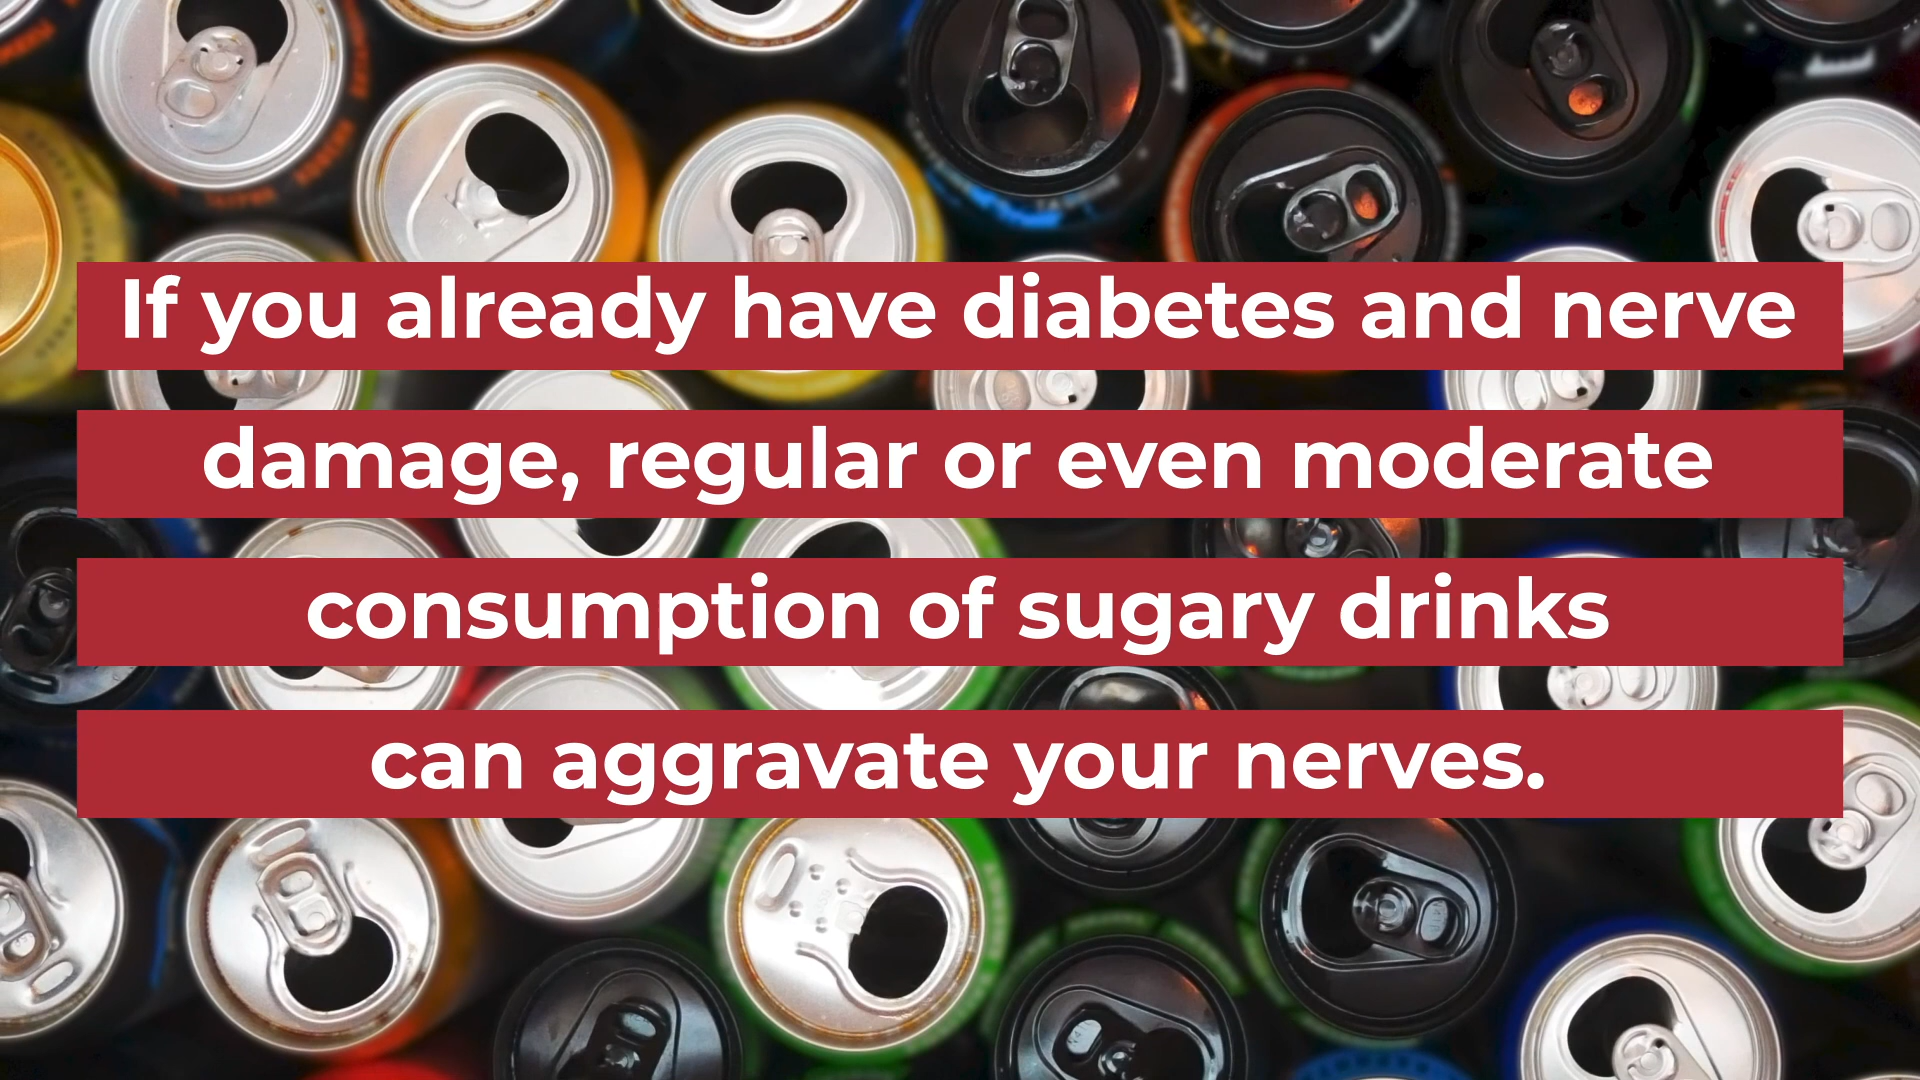 If you already have diabetes and nerve
damage, regular or even moderate
consumption of sugary drinks
can aggravate your nerves.